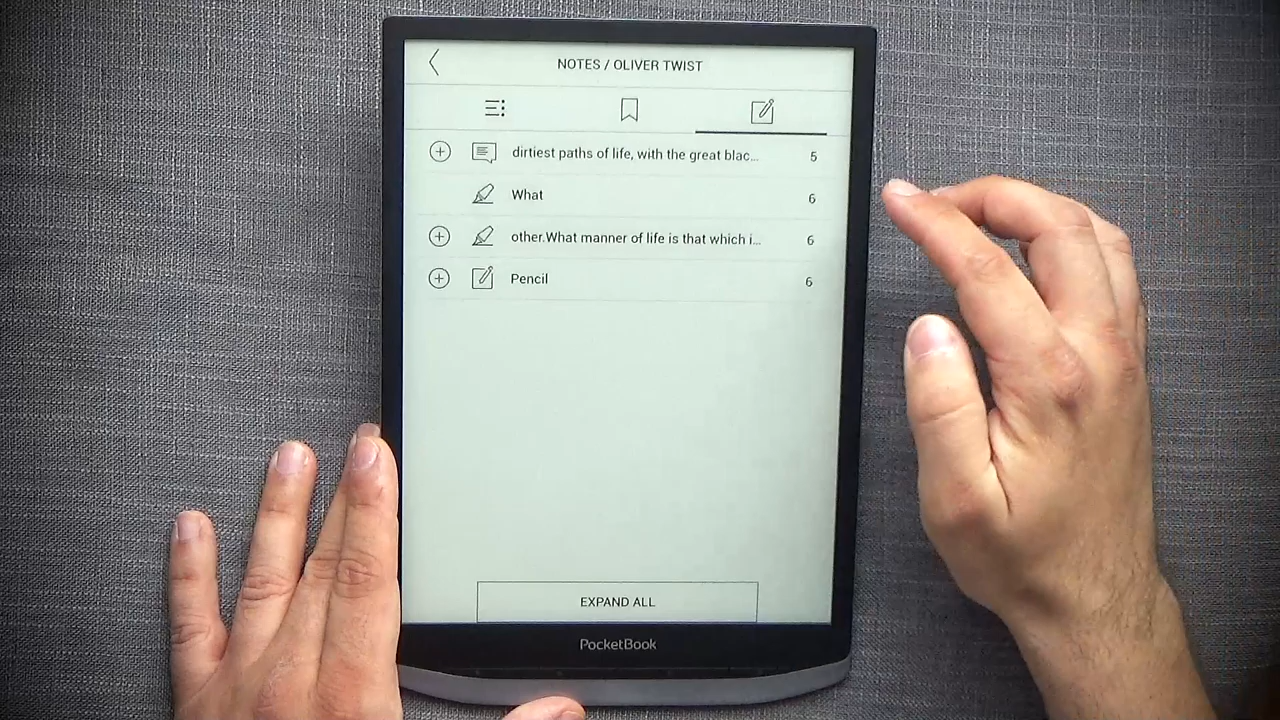 NOTES / OLIVER TWIST
dirtiest paths of life, with the great blac... 5
What 6
other.What manner of life is that which i... 6
Pencil 6
EXPAND ALL
PocketBook